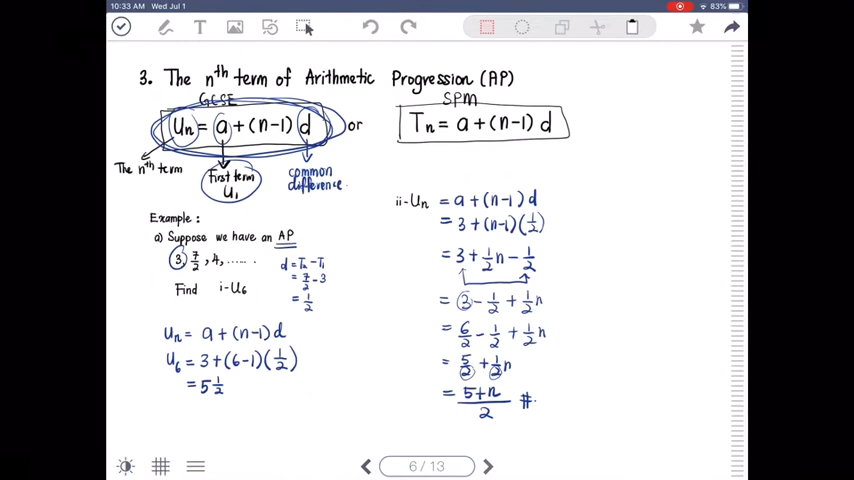 10:33 AM Wed Jul 1
83%
T
3. The nth term of Arithmetic Progression (AP)
GCSE
Un = a + (n-1) d or
SPM
Tn = a + (n-1) d
The nth term
First term
U1
common
difference
Example :
a) Suppose we have an AP
3, 7/2, 4, ......
Find i- U6
d = T2 - T1
= 7/2 - 3
= 1/2
Un = a + (n-1) d
U6 = 3 + (6-1)(1/2)
= 5 1/2
ii- Un = a + (n-1) d
= 3 + (n-1)(1/2)
= 3 + 1/2n - 1/2
= 3 - 1/2 + 1/2n
= 6/2 - 1/2 + 1/2n
= 5/2 + 1/2n
= 5+n/2 #
6 / 13